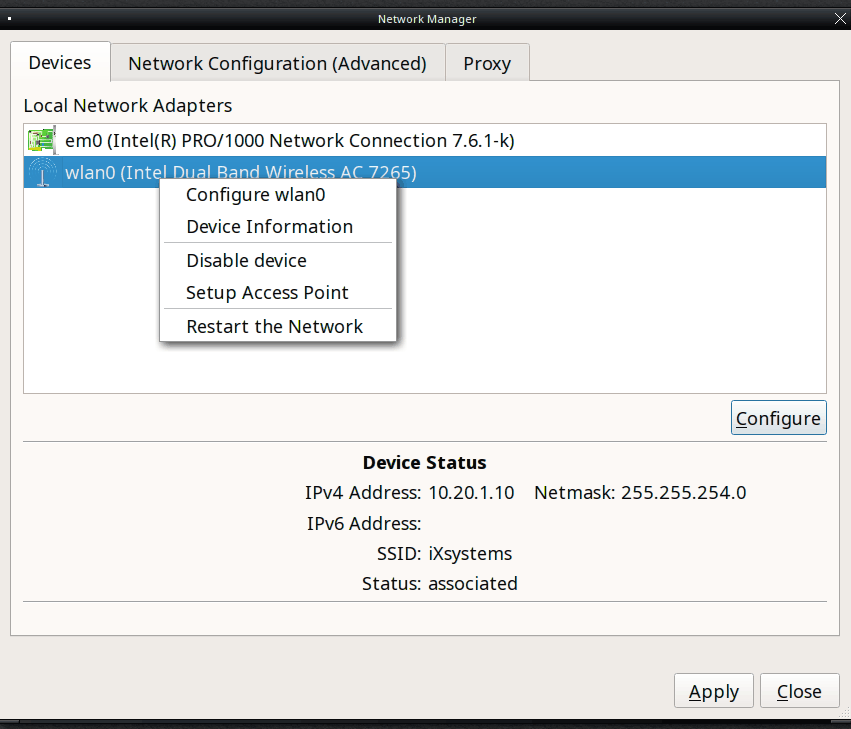 Network Manager
Devices Network Configuration (Advanced) Proxy
Local Network Adapters
em0 (Intel(R) PRO/1000 Network Connection 7.6.1-k)
wlan0 (Intel Dual Band Wireless AC 7265)
Configure wlan0
Device Information
Disable device
Setup Access Point
Restart the Network
Configure
Device Status
IPv4 Address: 10.20.1.10 Netmask: 255.255.254.0
IPv6 Address:
SSID: iXsystems
Status: associated
Apply Close